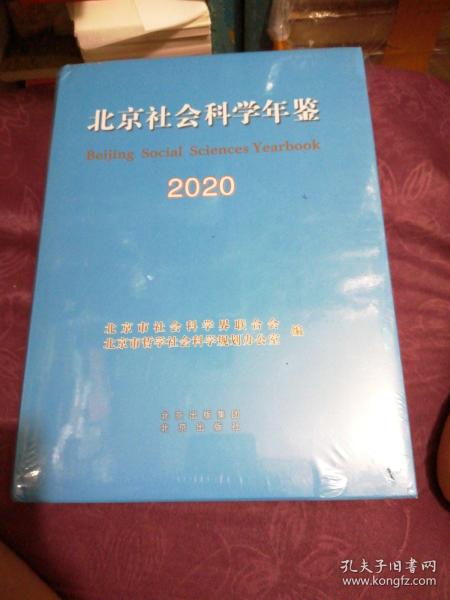 北京社会科学年鉴
Beijing Social Sciences Yearbook
2020
北京市社会科学界联合会
北京市哲学社会科学规划办公室
编
北京出版集团
北京出版社
孔夫子旧书网
www.kongfz.com